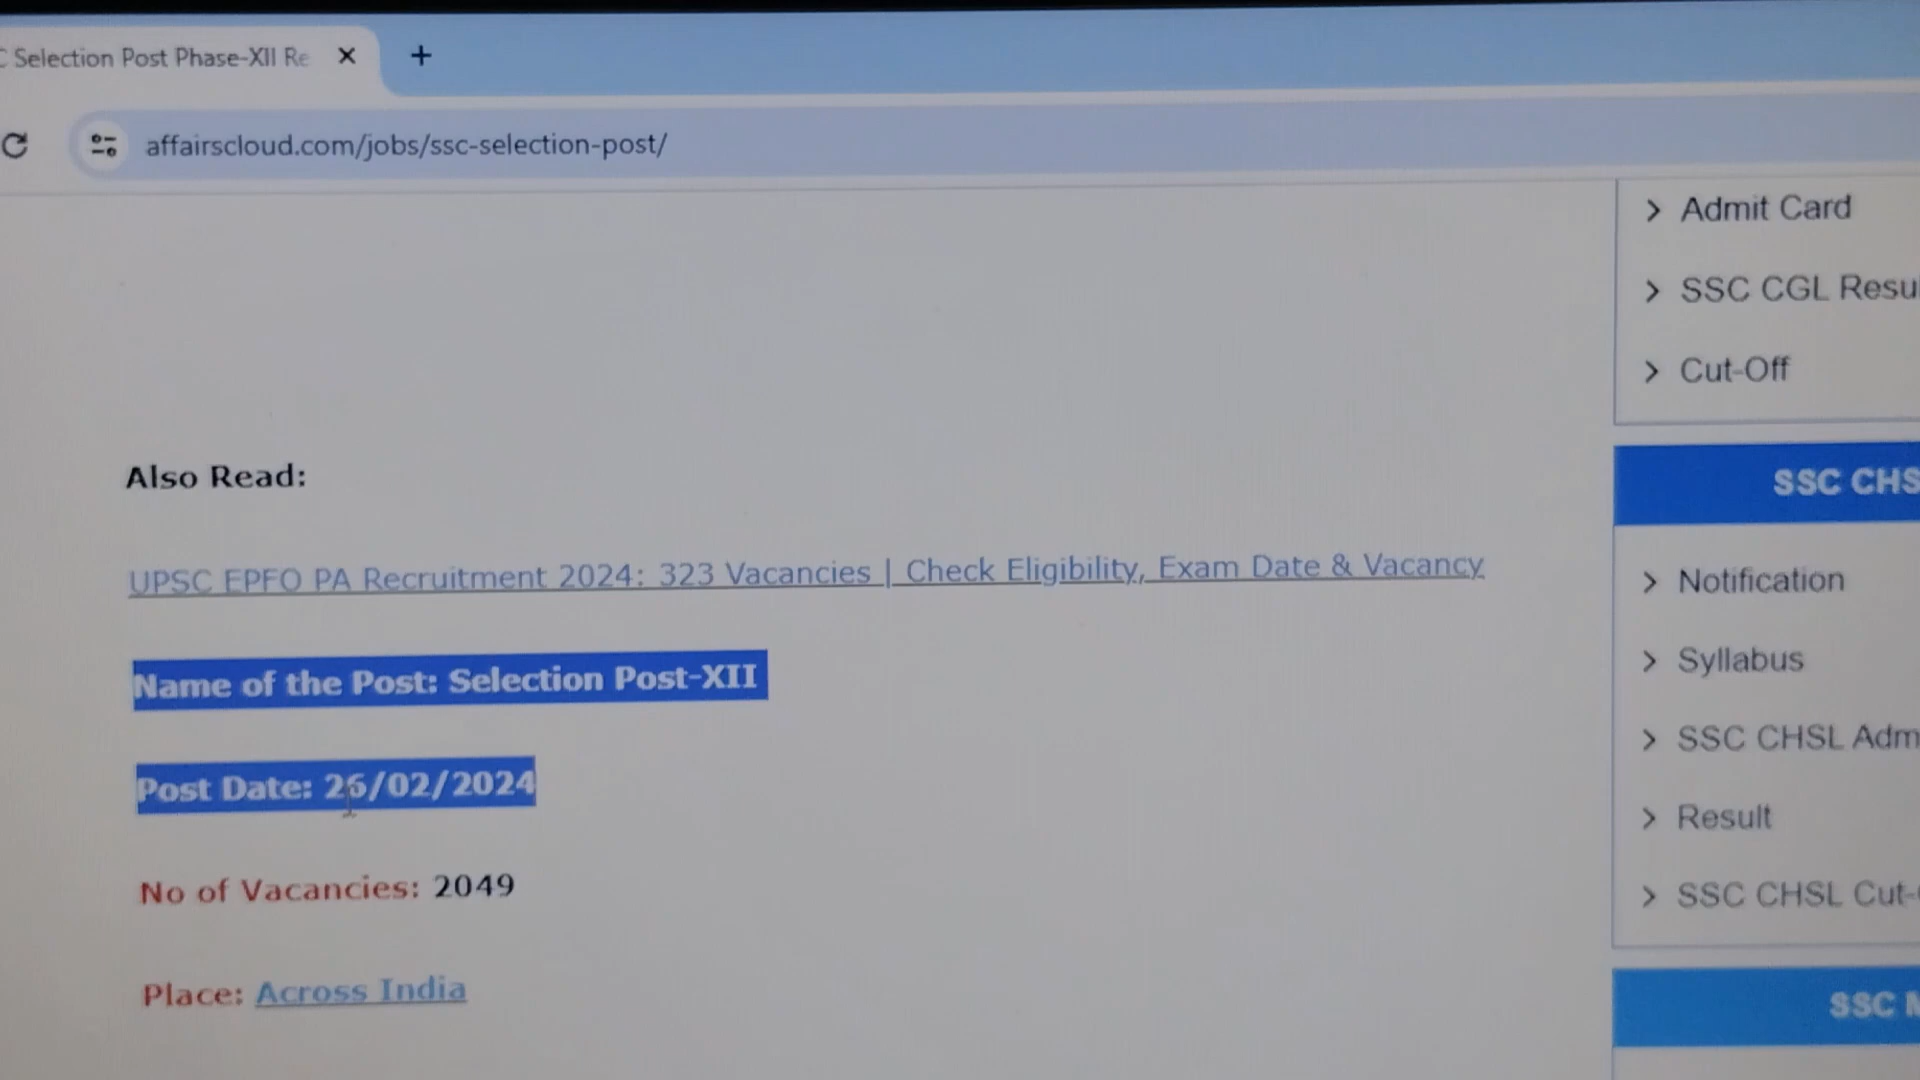 Selection Post Phase-XII Re
affairscloud.com/jobs/ssc-selection-post/
Admit Card
SSC CGL Resul
Cut-Off
Also Read:
UPSC EPFO PA Recruitment 2024: 323 Vacancies | Check Eligibility, Exam Date & Vacancy
Name of the Post: Selection Post-XII
Post Date: 26/02/2024
No of Vacancies: 2049
Place: Across India
SSC CHS
Notification
Syllabus
SSC CHSL Adm
Result
SSC CHSL Cut-
SSC M